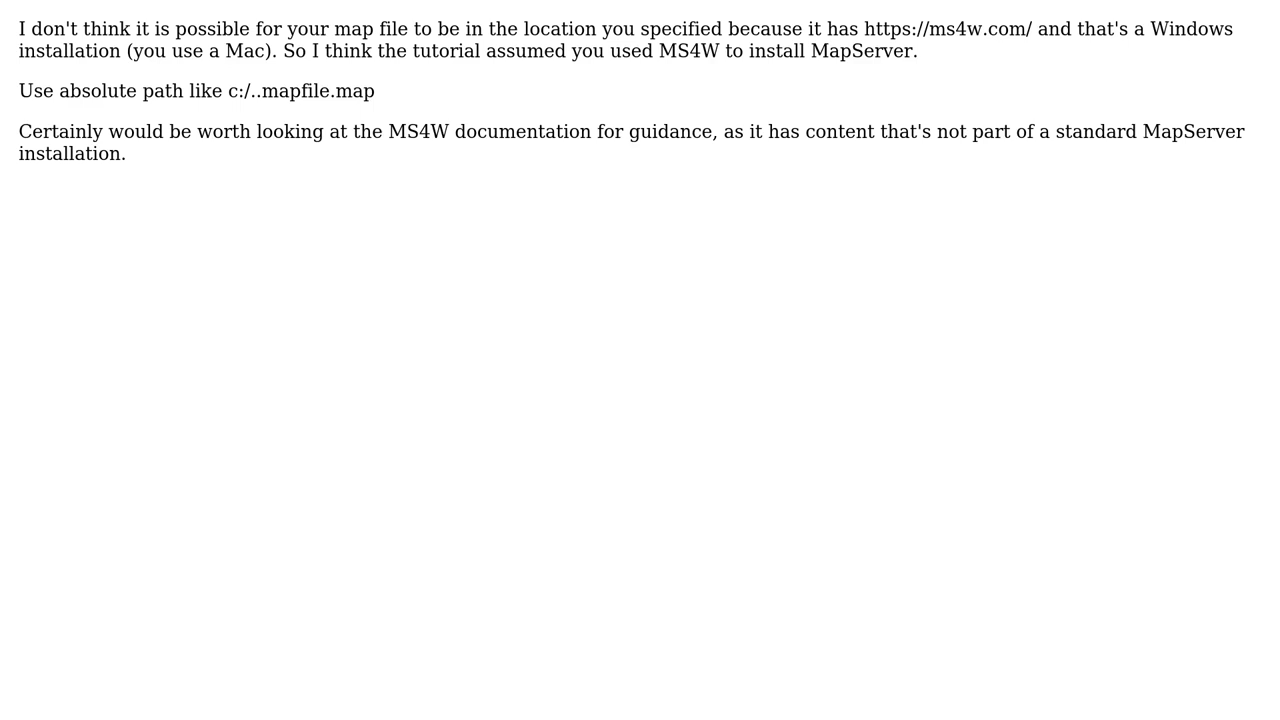 I don't think it is possible for your map file to be in the location you specified because it has https://ms4w.com/ and that's a Windows
installation (you use a Mac). So I think the tutorial assumed you used MS4W to install MapServer.
Use absolute path like c:/..mapfile.map
Certainly would be worth looking at the MS4W documentation for guidance, as it has content that's not part of a standard MapServer
installation.